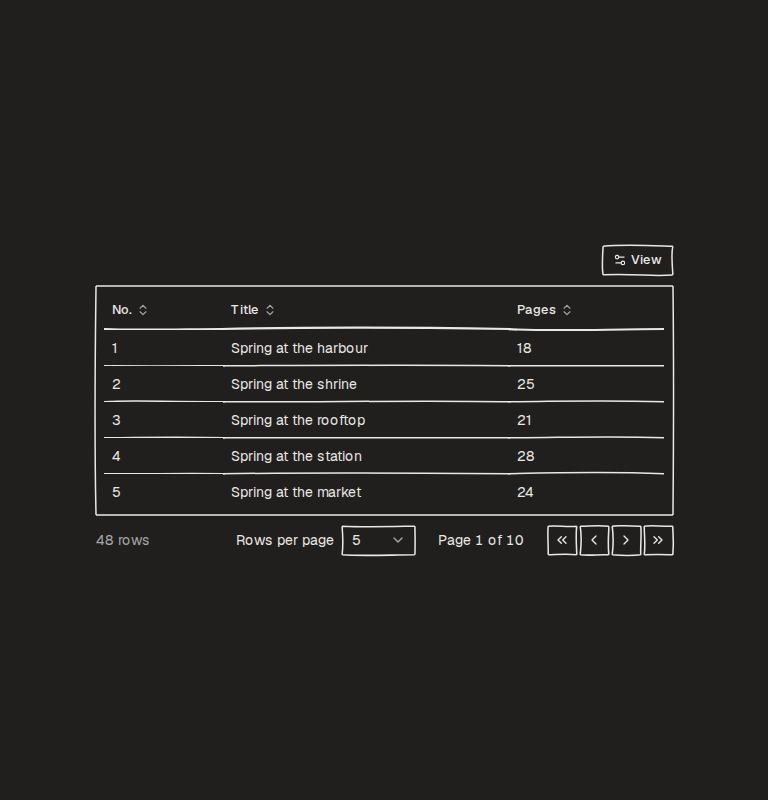 View
No. Title Pages
1 Spring at the harbour 18
2 Spring at the shrine 25
3 Spring at the rooftop 21
4 Spring at the station 28
5 Spring at the market 24
48 rows Rows per page 5 Page 1 of 10